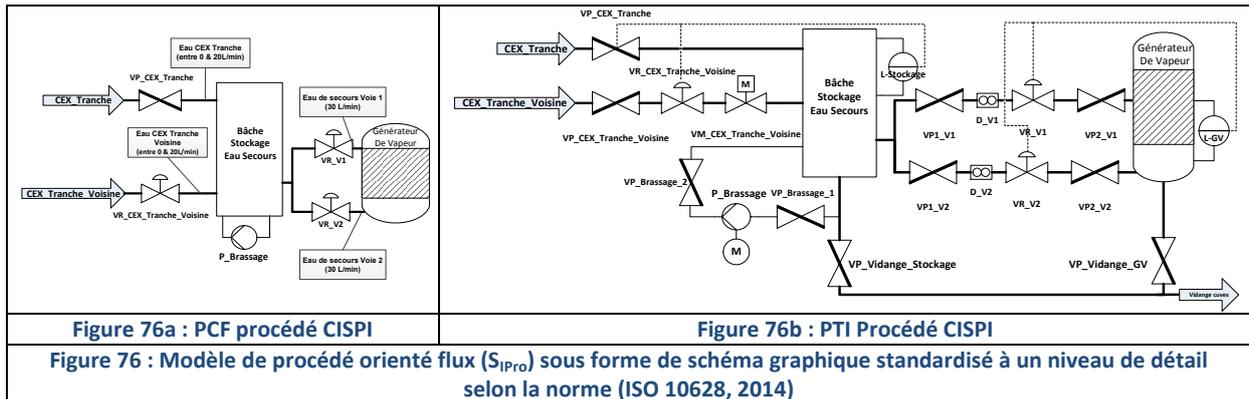 Eau CEX Tranche
(entre 0 & 20L/min)
VP_CEX_Tranche
CEX_Tranche
Eau CEX Tranche
Voisine
(entre 0 & 20L/min)
CEX_Tranche_Voisine
VR_CEX_Tranche_Voisine
Bâche
Stockage
Eau Secours
P_Brassage
Eau de secours Voie 1
(30 L/min)
VR_V1
Générateur
De Vapeur
VR_V2
Eau de secours Voie 2
(30 L/min)
VP_CEX_Tranche
CEX_Tranche
VR_CEX_Tranche_Voisine
M
CEX_Tranche_Voisine
VP_CEX_Tranche_Voisine
VM_CEX_Tranche_Voisine
Bâche
Stockage
Eau Secours
L-Stockage
VP_Brassage_2
P_Brassage
VP_Brassage_1
M
VP_Vidange_Stockage
VP1_V1
D_V1
VR_V1
VP2_V1
VP1_V2
D_V2
VR_V2
VP2_V2
Générateur
De Vapeur
L-GV
VP_Vidange_GV
Vidange cuves
Figure 76a : PCF procédé CISPI
Figure 76b : PTI Procédé CISPI
Figure 76 : Modèle de procédé orienté flux (SIPro) sous forme de schéma graphique standardisé à un niveau de détail
selon la norme (ISO 10628, 2014)